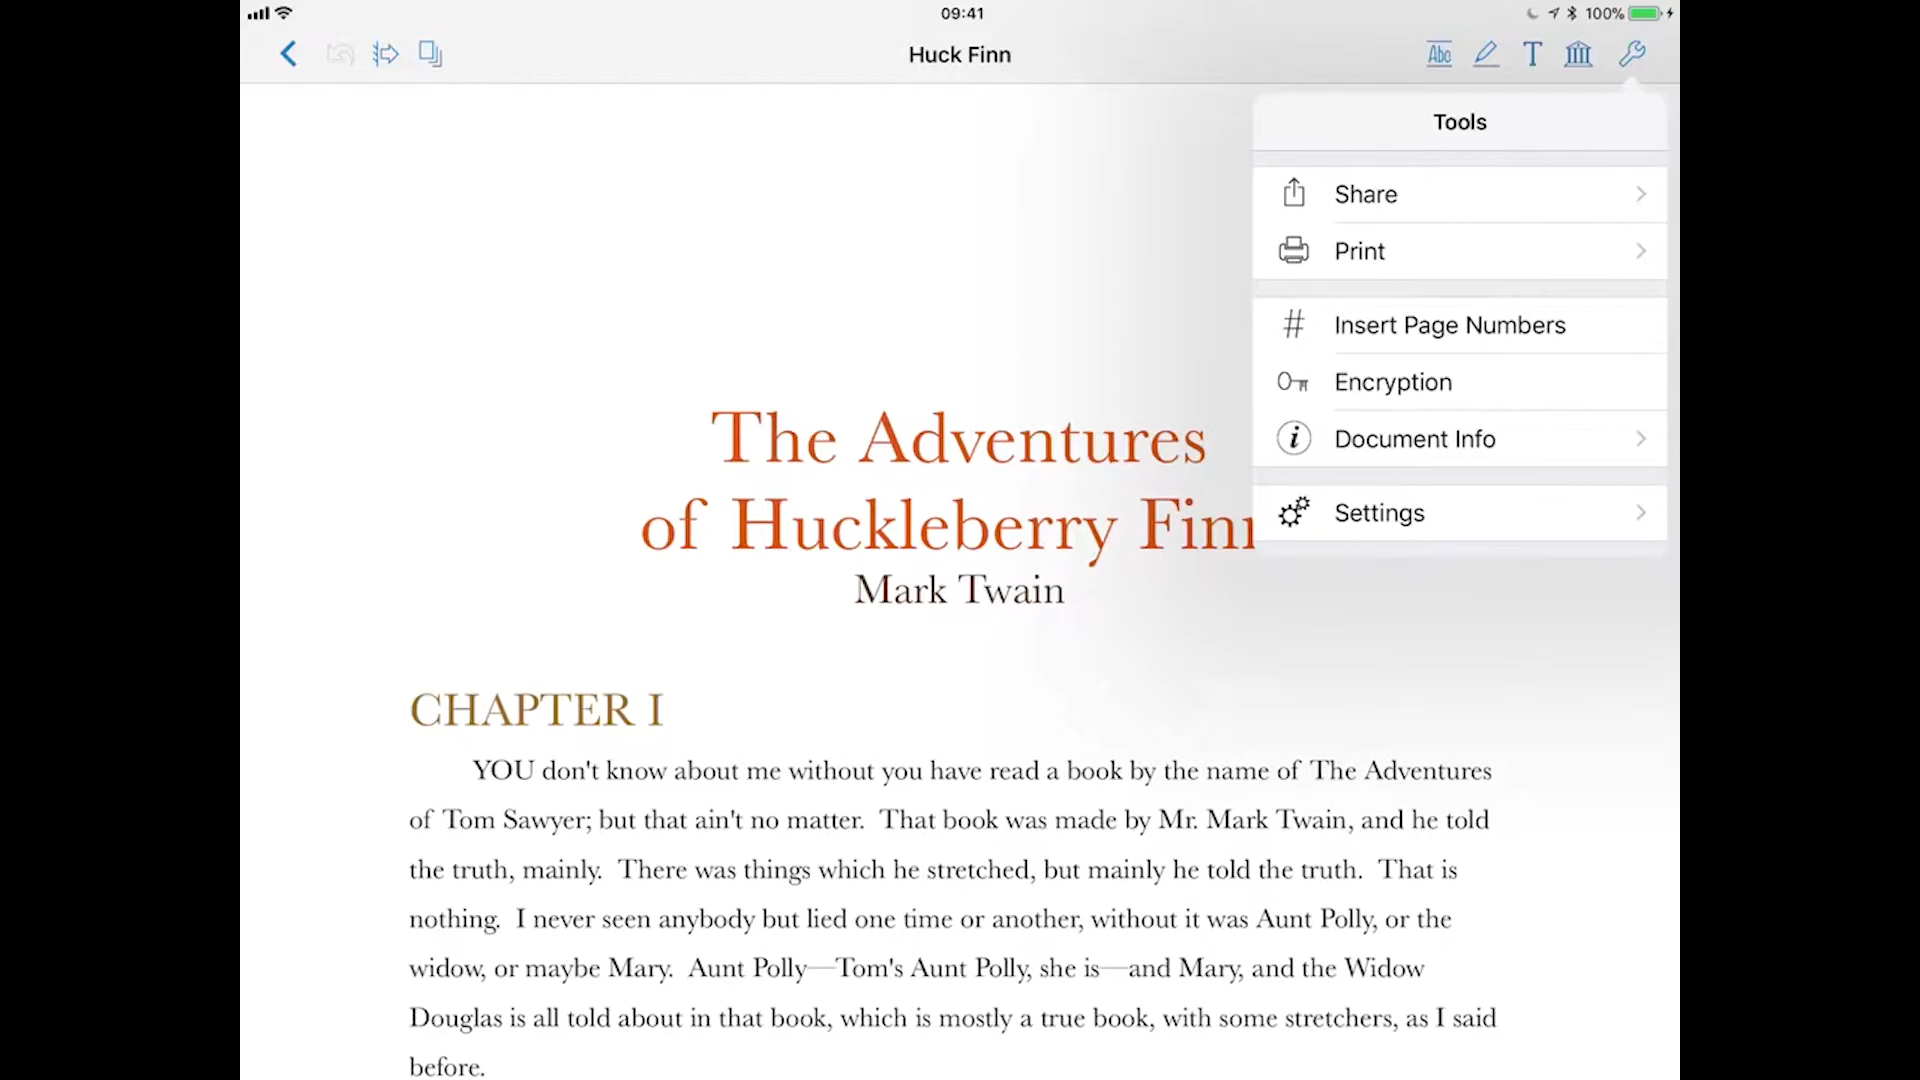 09:41
100%
Huck Finn
Abc
T
Tools
Share
Print
# Insert Page Numbers
Encryption
i Document Info
Settings
The Adventures
of Huckleberry Fin
Mark Twain
CHAPTER I
YOU don't know about me without you have read a book by the name of The Adventures
of Tom Sawyer; but that ain't no matter. That book was made by Mr. Mark Twain, and he told
the truth, mainly. There was things which he stretched, but mainly he told the truth. That is
nothing. I never seen anybody but lied one time or another, without it was Aunt Polly, or the
widow, or maybe Mary. Aunt Polly—Tom's Aunt Polly, she is—and Mary, and the Widow
Douglas is all told about in that book, which is mostly a true book, with some stretchers, as I said
before.